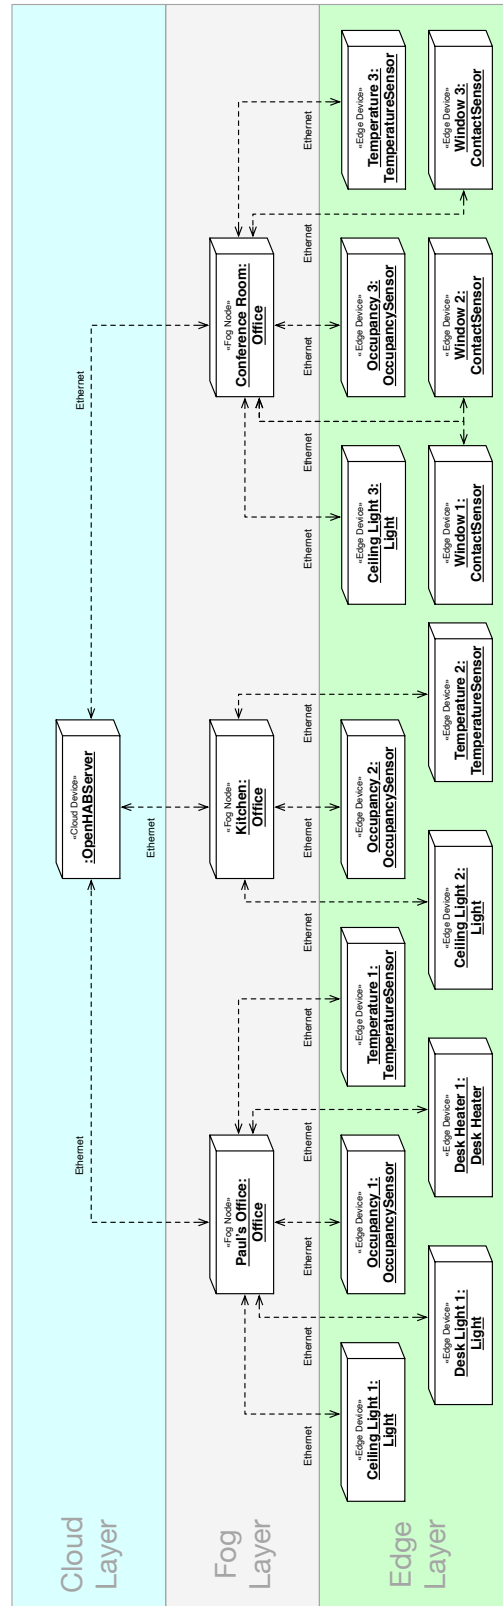 Cloud
Layer
«Cloud Device»
:OpenHABServer
Ethernet
Ethernet
Ethernet
Fog
Layer
«Fog Node»
Paul's Office:
Office
«Fog Node»
Kitchen:
Office
«Fog Node»
Conference Room:
Office
Ethernet
Ethernet
Ethernet
Ethernet
Ethernet
Ethernet
Ethernet
Ethernet
Ethernet
Ethernet
Ethernet
Ethernet
Ethernet
Edge
Layer
«Edge Device»
Ceiling Light 1:
Light
«Edge Device»
Occupancy 1:
OccupancySensor
«Edge Device»
Temperature 1:
TemperatureSensor
«Edge Device»
Occupancy 2:
OccupancySensor
«Edge Device»
Ceiling Light 3:
Light
«Edge Device»
Occupancy 3:
OccupancySensor
«Edge Device»
Temperature 3:
TemperatureSensor
«Edge Device»
Desk Light 1:
Light
«Edge Device»
Desk Heater 1:
Desk Heater
«Edge Device»
Ceiling Light 2:
Light
«Edge Device»
Temperature 2:
TemperatureSensor
«Edge Device»
Window 1:
ContactSensor
«Edge Device»
Window 2:
ContactSensor
«Edge Device»
Window 3:
ContactSensor